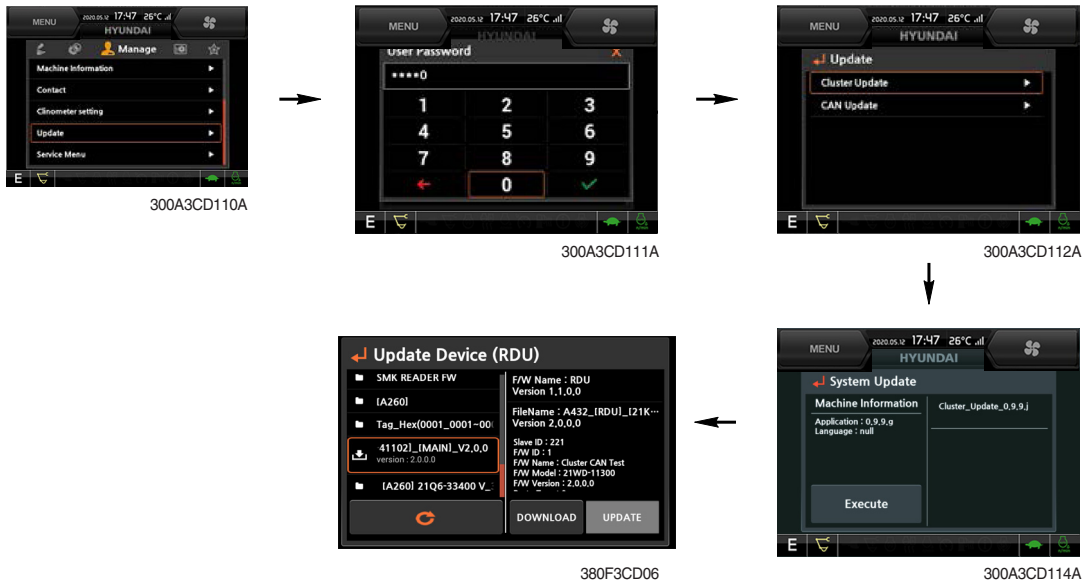 MENU
2020.05.12 17:47 26°C
HYUNDAI
Manage
Machine Information
Contact
Clinometer setting
Update
Service Menu
E
300A3CD110A
MENU
2020.05.12 17:47 26°C
HYUNDAI
User Password
X
****0
1 2 3
4 5 6
7 8 9
0
E
300A3CD111A
MENU
2020.05.12 17:47 26°C
HYUNDAI
Update
Cluster Update
CAN Update
E
300A3CD112A
MENU
2020.05.12 17:47 26°C
HYUNDAI
System Update
Machine Information
Application : 0,9,9,g
Language : null
Cluster_Update_0,9,9,j
Execute
E
300A3CD114A
Update Device (RDU)
SMK READER FW
[A260]
Tag_Hex(0001_0001-00
41102]_[MAIN]_V2,0,0
version : 2.0.0.0
[A260] 21Q6-33400 V_
F/W Name : RDU
Version 1,1,0,0
FileName : A432_[RDU]_[21K…
Version 2,0,0,0
Slave ID : 221
F/W ID : 1
F/W Name : Cluster CAN Test
F/W Model : 21WD-11300
F/W Version : 2,0,0,0
DOWNLOAD
UPDATE
380F3CD06